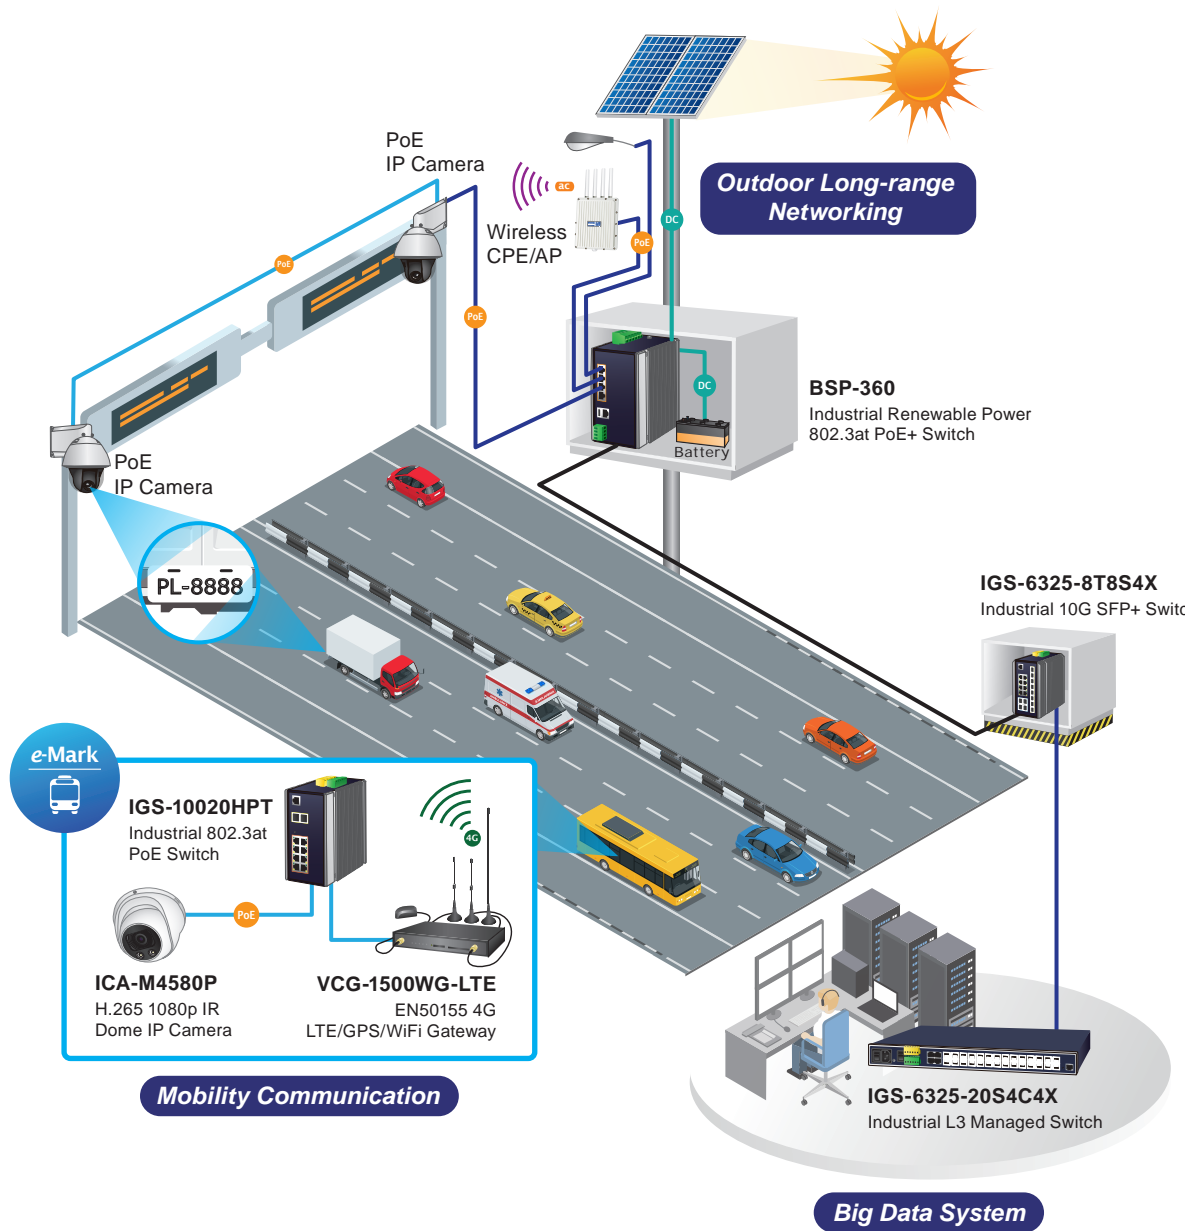 PoE
IP Camera
ac
Wireless
CPE/AP
Outdoor Long-range
Networking
DC
PoE
PoE
PoE
DC
Battery
BSP-360
Industrial Renewable Power
802.3at PoE+ Switch
PoE
IP Camera
PL-8888
IGS-6325-8T8S4X
Industrial 10G SFP+ Switc
e-Mark
IGS-10020HPT
Industrial 802.3at
PoE Switch
4G
PoE
ICA-M4580P
H.265 1080p IR
Dome IP Camera
VCG-1500WG-LTE
EN50155 4G
LTE/GPS/WiFi Gateway
Mobility Communication
IGS-6325-20S4C4X
Industrial L3 Managed Switch
Big Data System